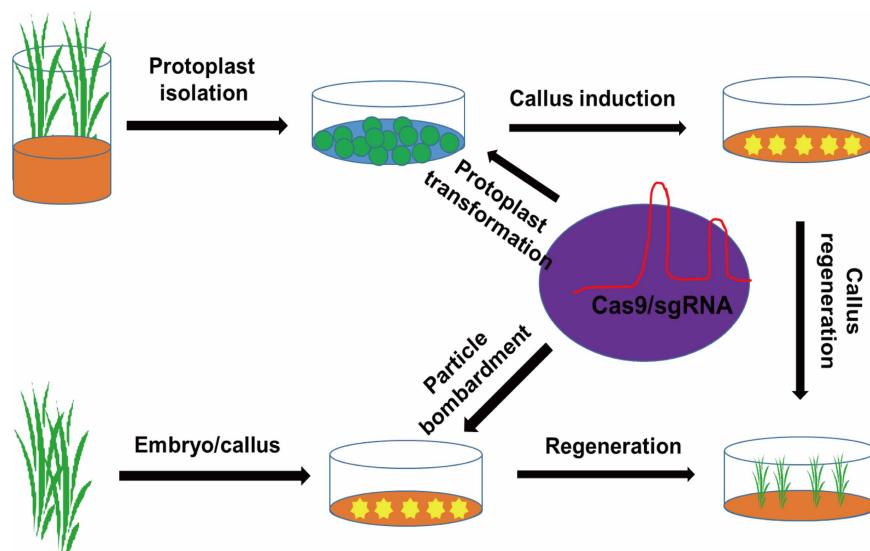 Protoplast
isolation
Callus induction
Protoplast
transformation
Cas9/sgRNA
Callus
regeneration
Particle
bombardment
Embryo/callus
Regeneration